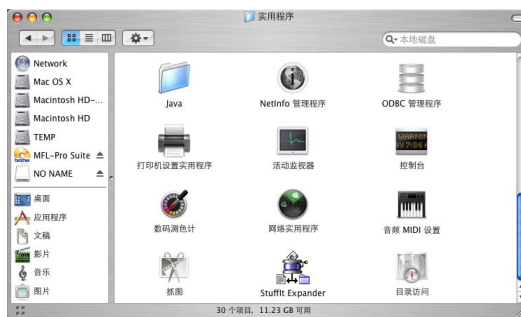 实用程序
本地磁盘
Network
Mac OS X
Macintosh HD-...
Macintosh HD
TEMP
MFL-Pro Suite
NO NAME
桌面
应用程序
文稿
影片
音乐
图片
Java
NetInfo 管理程序
ODBC 管理程序
打印机设置实用程序
活动监视器
控制台
数码测色计
网络实用程序
音频 MIDI 设置
抓图
StuffIt Expander
目录访问
30 个项目，11.23 GB 可用